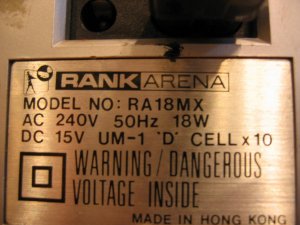 RANK ARENA
MODEL NO: RA18MX
AC 240V 50Hz 18W
DC 15V UM-1 'D' CELL x 10
WARNING/DANGEROUS
VOLTAGE INSIDE
MADE IN HONG KONG